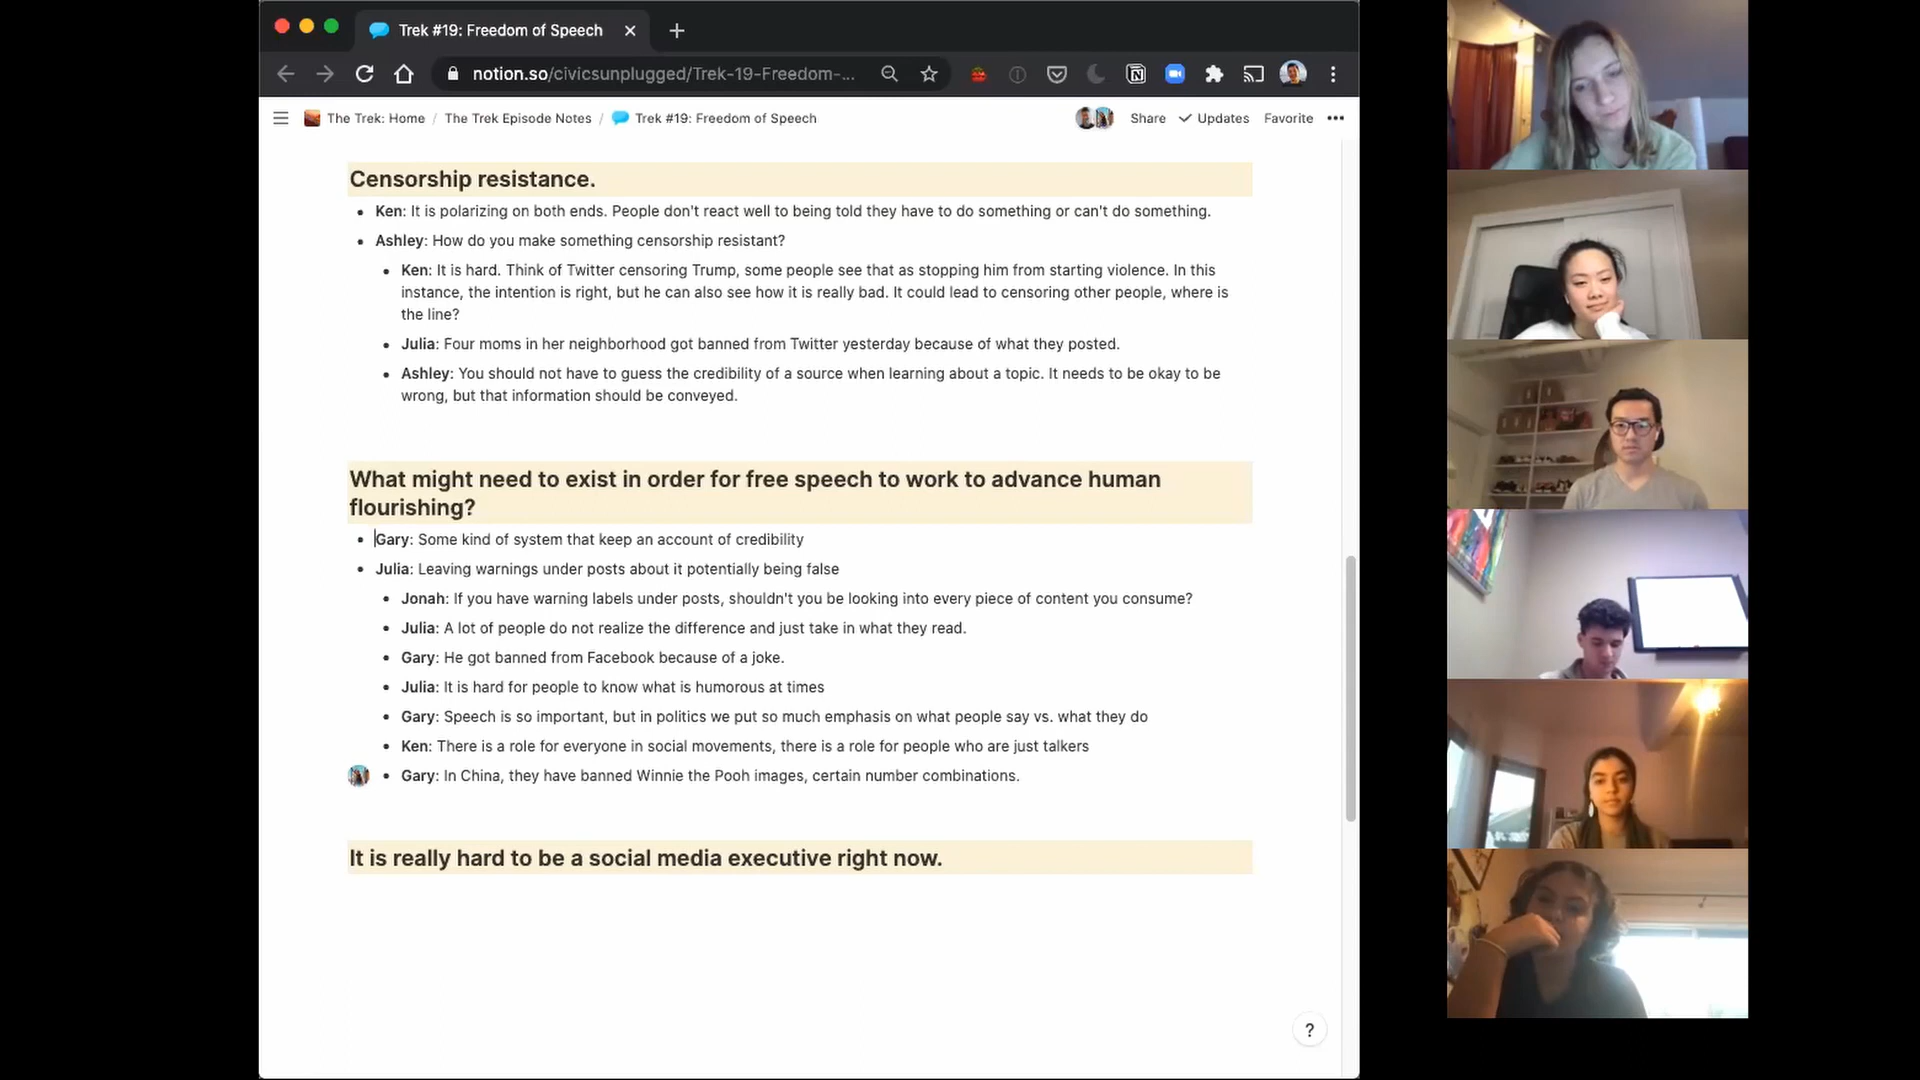 Trek #19: Freedom of Speech
notion.so/civicsunplugged/Trek-19-Freedom-...
The Trek: Home / The Trek Episode Notes / Trek #19: Freedom of Speech
Share Updates Favorite
Censorship resistance.
Ken: It is polarizing on both ends. People don't react well to being told they have to do something or can't do something.
Ashley: How do you make something censorship resistant?
Ken: It is hard. Think of Twitter censoring Trump, some people see that as stopping him from starting violence. In this
instance, the intention is right, but he can also see how it is really bad. It could lead to censoring other people, where is
the line?
Julia: Four moms in her neighborhood got banned from Twitter yesterday because of what they posted.
Ashley: You should not have to guess the credibility of a source when learning about a topic. It needs to be okay to be
wrong, but that information should be conveyed.
What might need to exist in order for free speech to work to advance human
flourishing?
Gary: Some kind of system that keep an account of credibility
Julia: Leaving warnings under posts about it potentially being false
Jonah: If you have warning labels under posts, shouldn't you be looking into every piece of content you consume?
Julia: A lot of people do not realize the difference and just take in what they read.
Gary: He got banned from Facebook because of a joke.
Julia: It is hard for people to know what is humorous at times
Gary: Speech is so important, but in politics we put so much emphasis on what people say vs. what they do
Ken: There is a role for everyone in social movements, there is a role for people who are just talkers
Gary: In China, they have banned Winnie the Pooh images, certain number combinations.
It is really hard to be a social media executive right now.
?